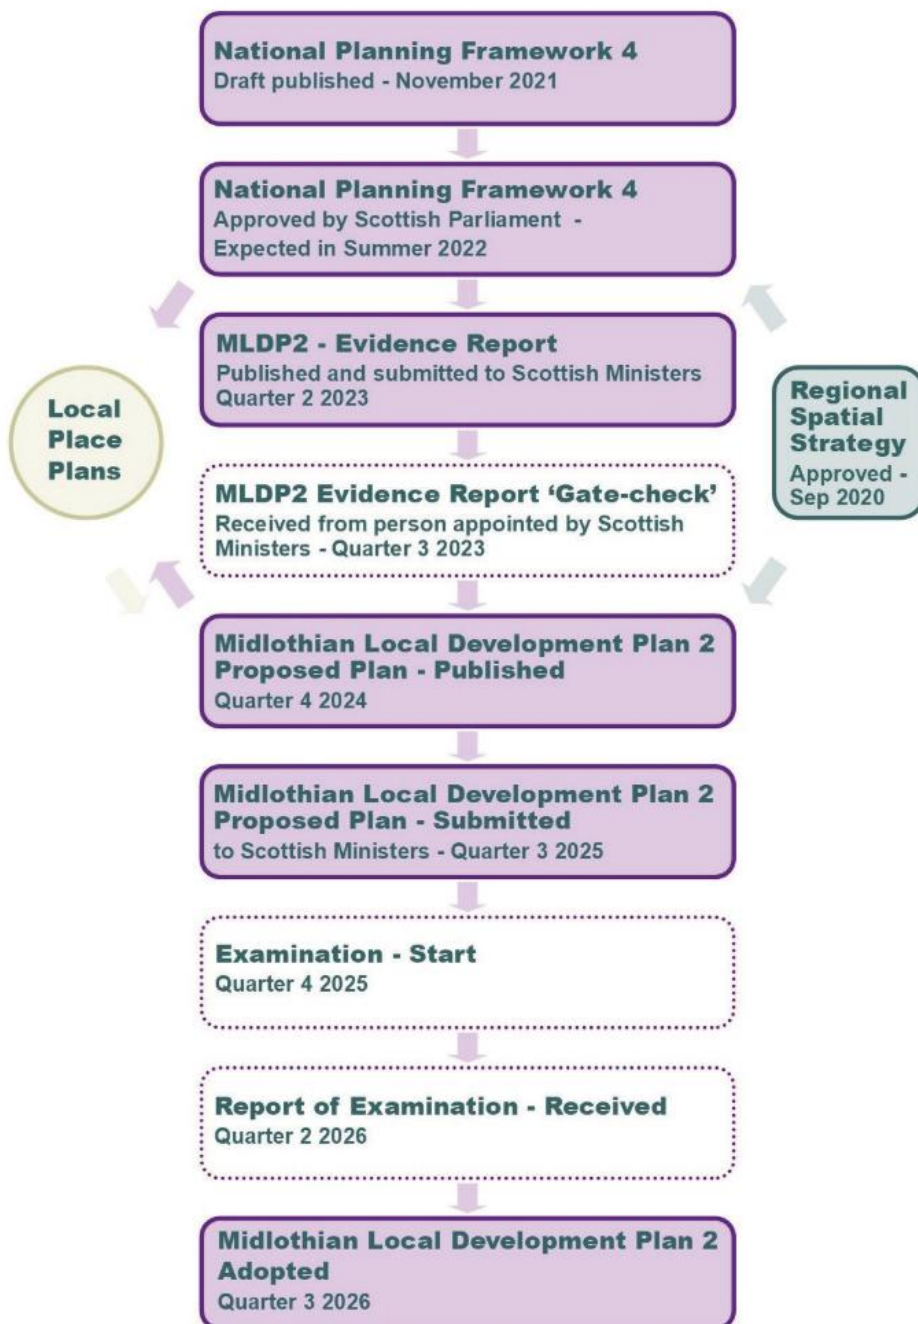 National Planning Framework 4
Draft published - November 2021
National Planning Framework 4
Approved by Scottish Parliament -
Expected in Summer 2022
MLDP2 - Evidence Report
Published and submitted to Scottish Ministers
Quarter 2 2023
Local
Place
Plans
Regional
Spatial
Strategy
Approved -
Sep 2020
MLDP2 Evidence Report ‘Gate-check’
Received from person appointed by Scottish
Ministers - Quarter 3 2023
Midlothian Local Development Plan 2
Proposed Plan - Published
Quarter 4 2024
Midlothian Local Development Plan 2
Proposed Plan - Submitted
to Scottish Ministers - Quarter 3 2025
Examination - Start
Quarter 4 2025
Report of Examination - Received
Quarter 2 2026
Midlothian Local Development Plan 2
Adopted
Quarter 3 2026